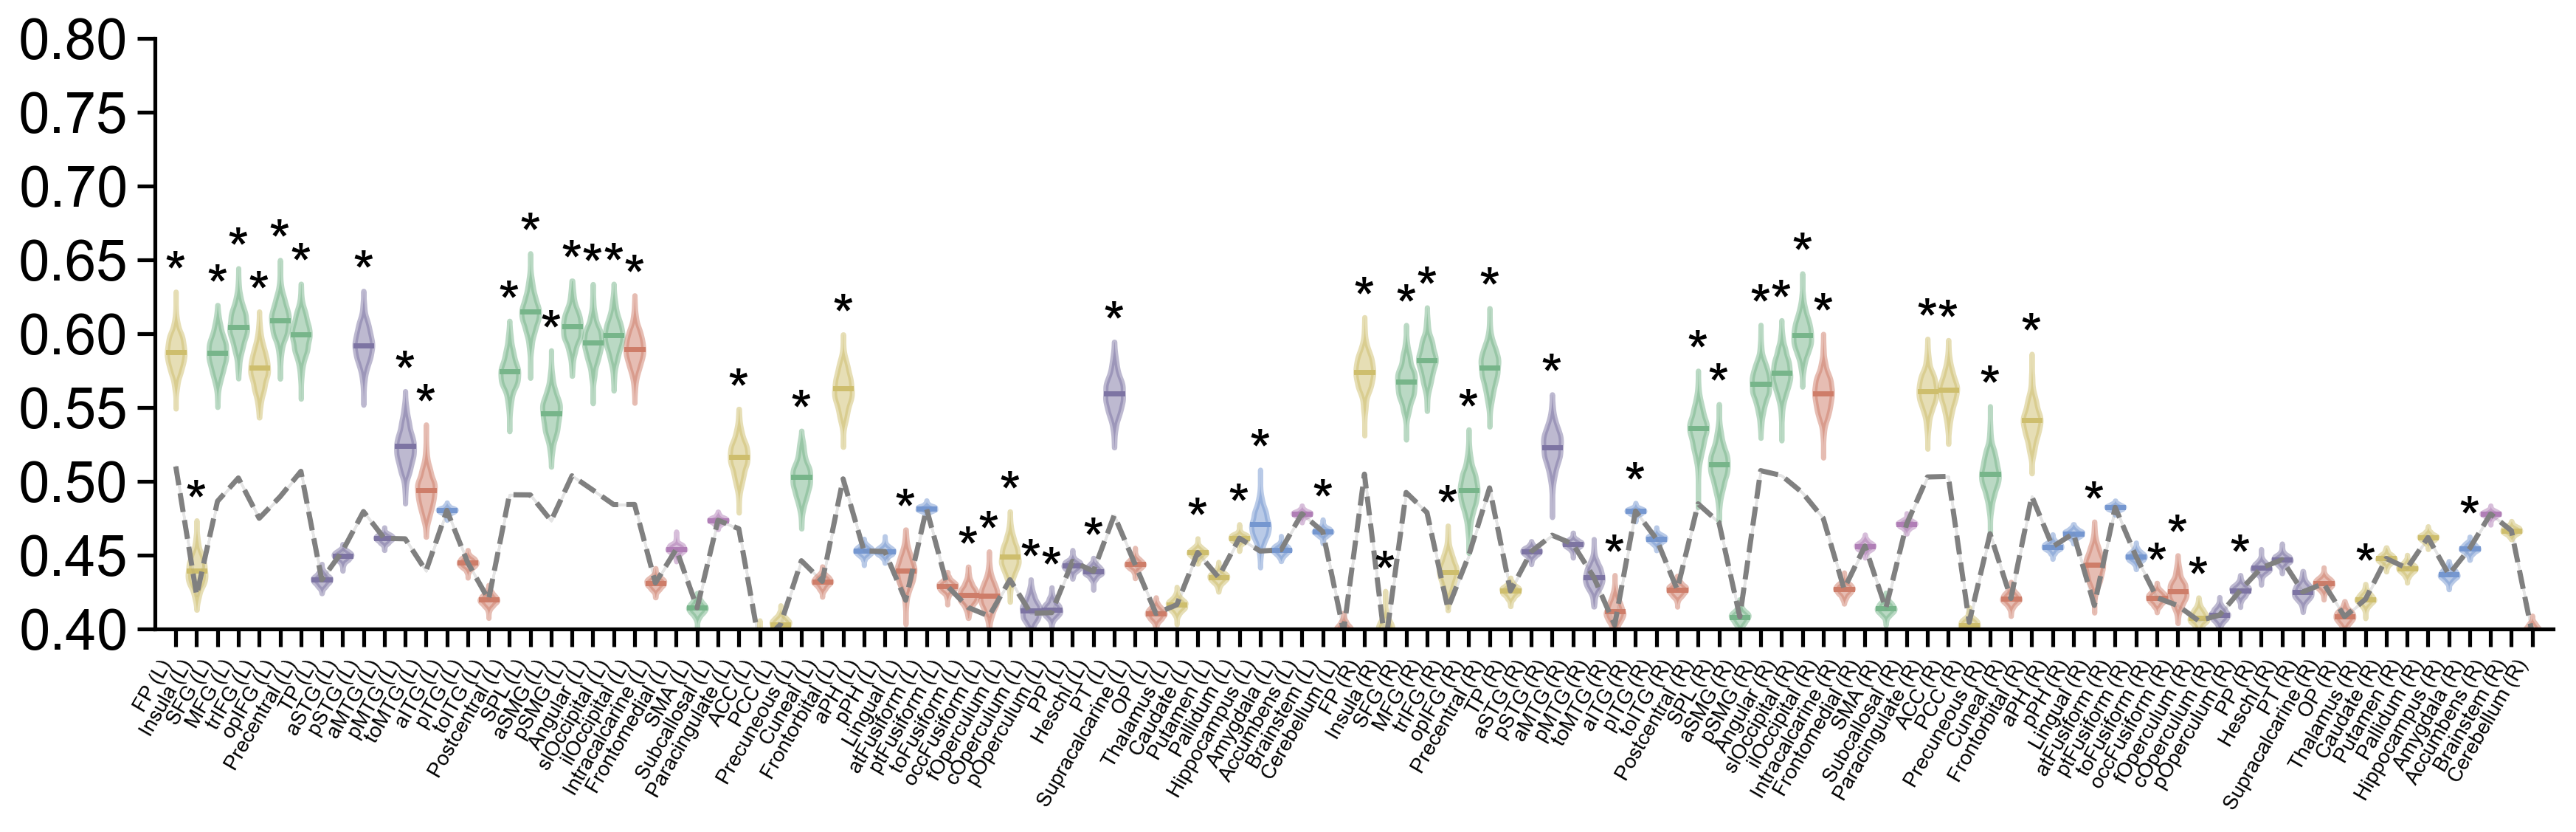 0.80
0.75
0.70
0.65
0.60
0.55
0.50
0.45
0.40
FP (L)
Insula (L)
SFG (L)
MFG (L)
trIFG (L)
opIFG (L)
Precentral (L)
TP (L)
aSTG (L)
pSTG (L)
aMTG (L)
pMTG (L)
toMTG (L)
aITG (L)
pITG (L)
toITG (L)
Postcentral (L)
SPL (L)
aSMG (L)
pSMG (L)
Angular (L)
slOccipital (L)
ilOccipital (L)
Intracalcarine (L)
Frontomedial (L)
SMA (L)
Subcallosal (L)
Paracingulate (L)
ACC (L)
PCC (L)
Precuneous (L)
Cuneal (L)
Frontorbital (L)
aPH (L)
pPH (L)
Lingual (L)
atFusiform (L)
ptFusiform (L)
toFusiform (L)
occFusiform (L)
fOperculum (L)
cOperculum (L)
pOperculum (L)
PP (L)
Heschl (L)
PT (L)
Supracalcarine (L)
OP (L)
Thalamus (L)
Caudate (L)
Putamen (L)
Pallidum (L)
Hippocampus (L)
Amygdala (L)
Accumbens (L)
Brainstem (L)
Cerebellum (L)
FP (R)
Insula (R)
SFG (R)
MFG (R)
trIFG (R)
opIFG (R)
Precentral (R)
TP (R)
aSTG (R)
pSTG (R)
aMTG (R)
pMTG (R)
toMTG (R)
aITG (R)
pITG (R)
toITG (R)
Postcentral (R)
SPL (R)
aSMG (R)
pSMG (R)
Angular (R)
slOccipital (R)
ilOccipital (R)
Intracalcarine (R)
Frontomedial (R)
SMA (R)
Subcallosal (R)
Paracingulate (R)
ACC (R)
PCC (R)
Precuneous (R)
Cuneal (R)
Frontorbital (R)
aPH (R)
pPH (R)
Lingual (R)
atFusiform (R)
ptFusiform (R)
toFusiform (R)
occFusiform (R)
fOperculum (R)
cOperculum (R)
pOperculum (R)
PP (R)
Heschl (R)
PT (R)
Supracalcarine (R)
OP (R)
Thalamus (R)
Caudate (R)
Putamen (R)
Pallidum (R)
Hippocampus (R)
Amygdala (R)
Accumbens (R)
Brainstem (R)
Cerebellum (R)